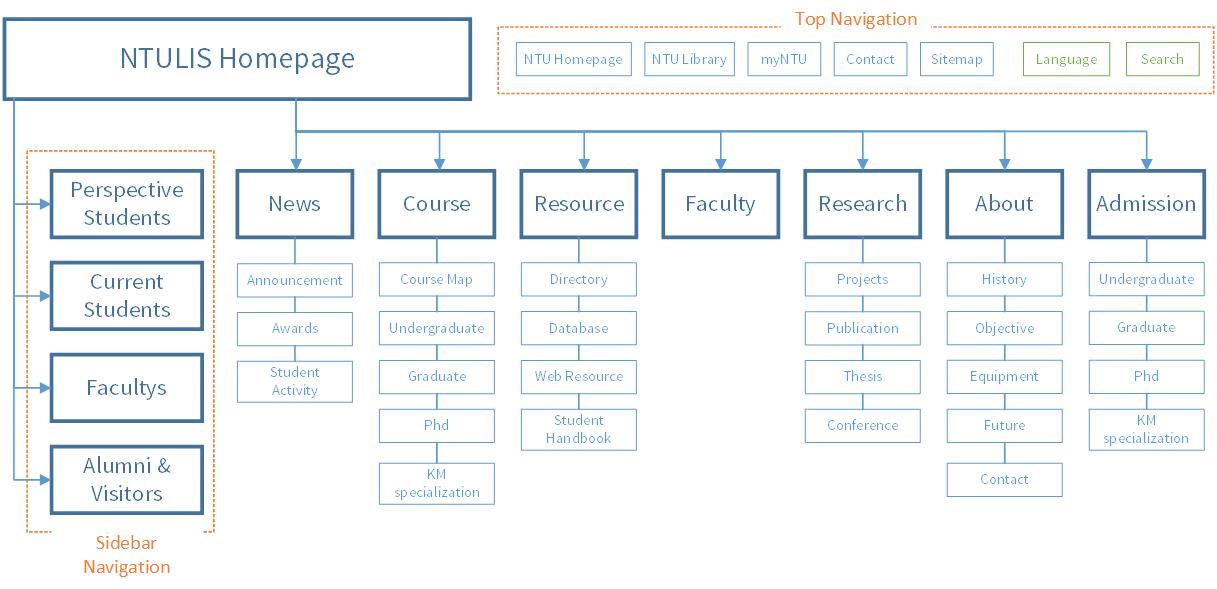 Top Navigation
NTULIS Homepage
NTU Homepage
NTU Library
myNTU
Contact
Sitemap
Language
Search
Perspective
Students
Current
Students
Facultys
Alumni &
Visitors
Sidebar
Navigation
News
Announcement
Awards
Student
Activity
Course
Course Map
Undergraduate
Graduate
Phd
KM
specialization
Resource
Directory
Database
Web Resource
Student
Handbook
Faculty
Research
Projects
Publication
Thesis
Conference
About
History
Objective
Equipment
Future
Contact
Admission
Undergraduate
Graduate
Phd
KM
specialization